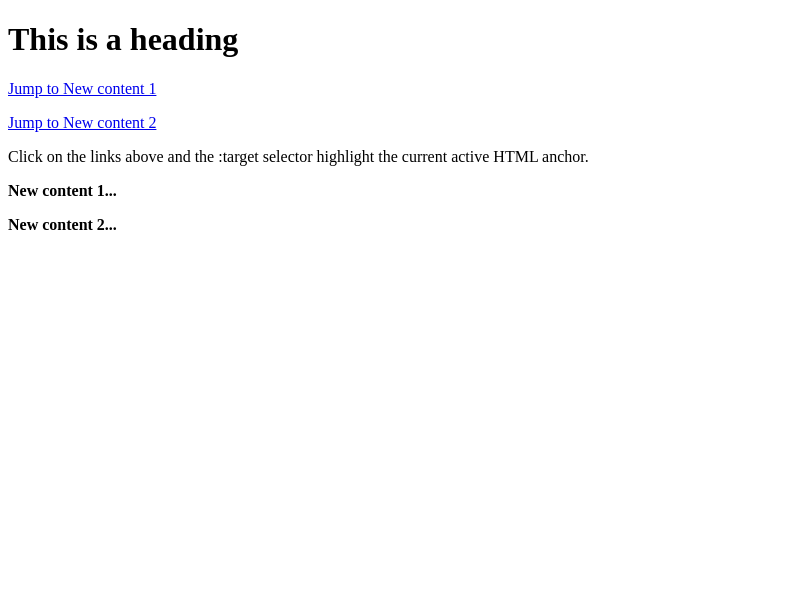 This is a heading
Jump to New content 1
Jump to New content 2
Click on the links above and the :target selector highlight the current active HTML anchor.
New content 1...
New content 2...